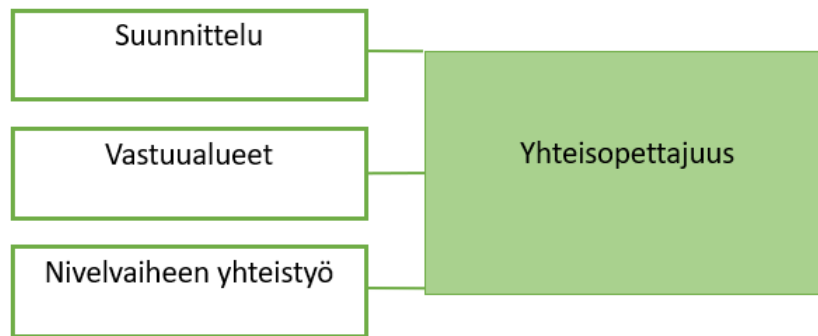 Suunnittelu
Vastuualueet
Yhteisopettajuus
Nivelvaiheen yhteistyö